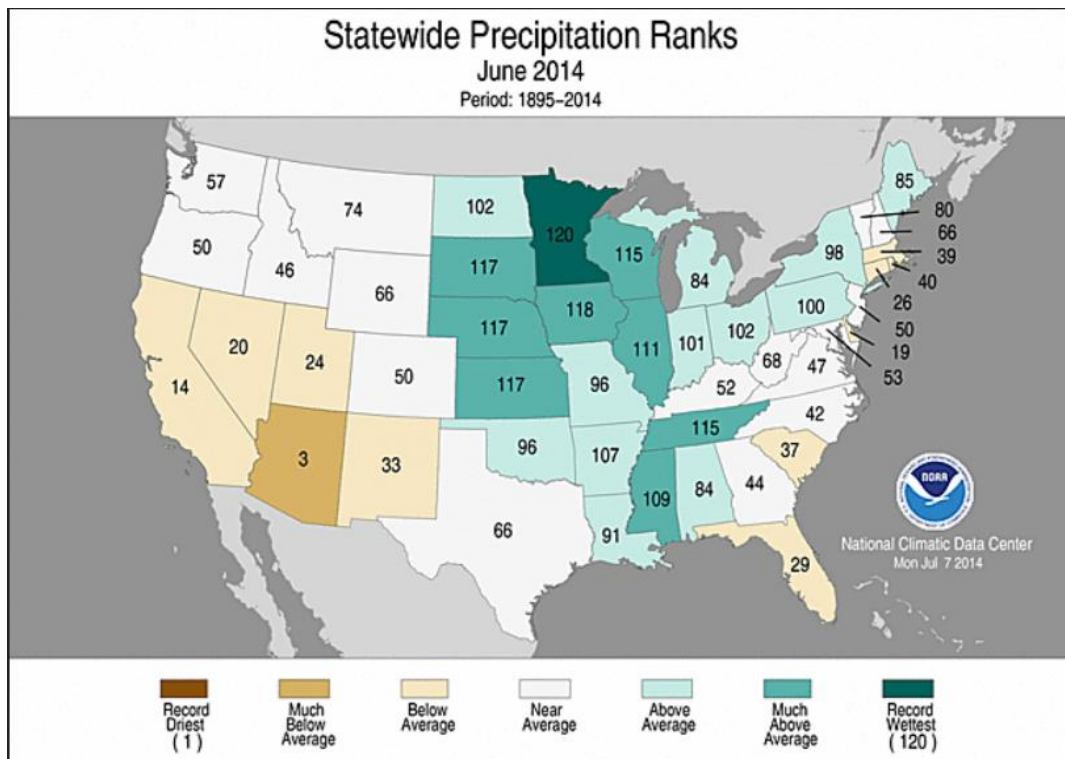 Statewide Precipitation Ranks
June 2014
Period: 1895-2014
57
74
102
120
115
85
80
66
39
40
26
50
19
53
50
46
66
117
118
84
98
100
102
101
111
117
96
52
68
47
42
14
20
24
50
117
96
107
115
37
44
84
109
91
29
3
33
66
NOAA
National Climatic Data Center
Mon Jul 7 2014
Record
Driest
(1)
Much
Below
Average
Below
Average
Near
Average
Above
Average
Much
Above
Average
Record
Wettest
(120)